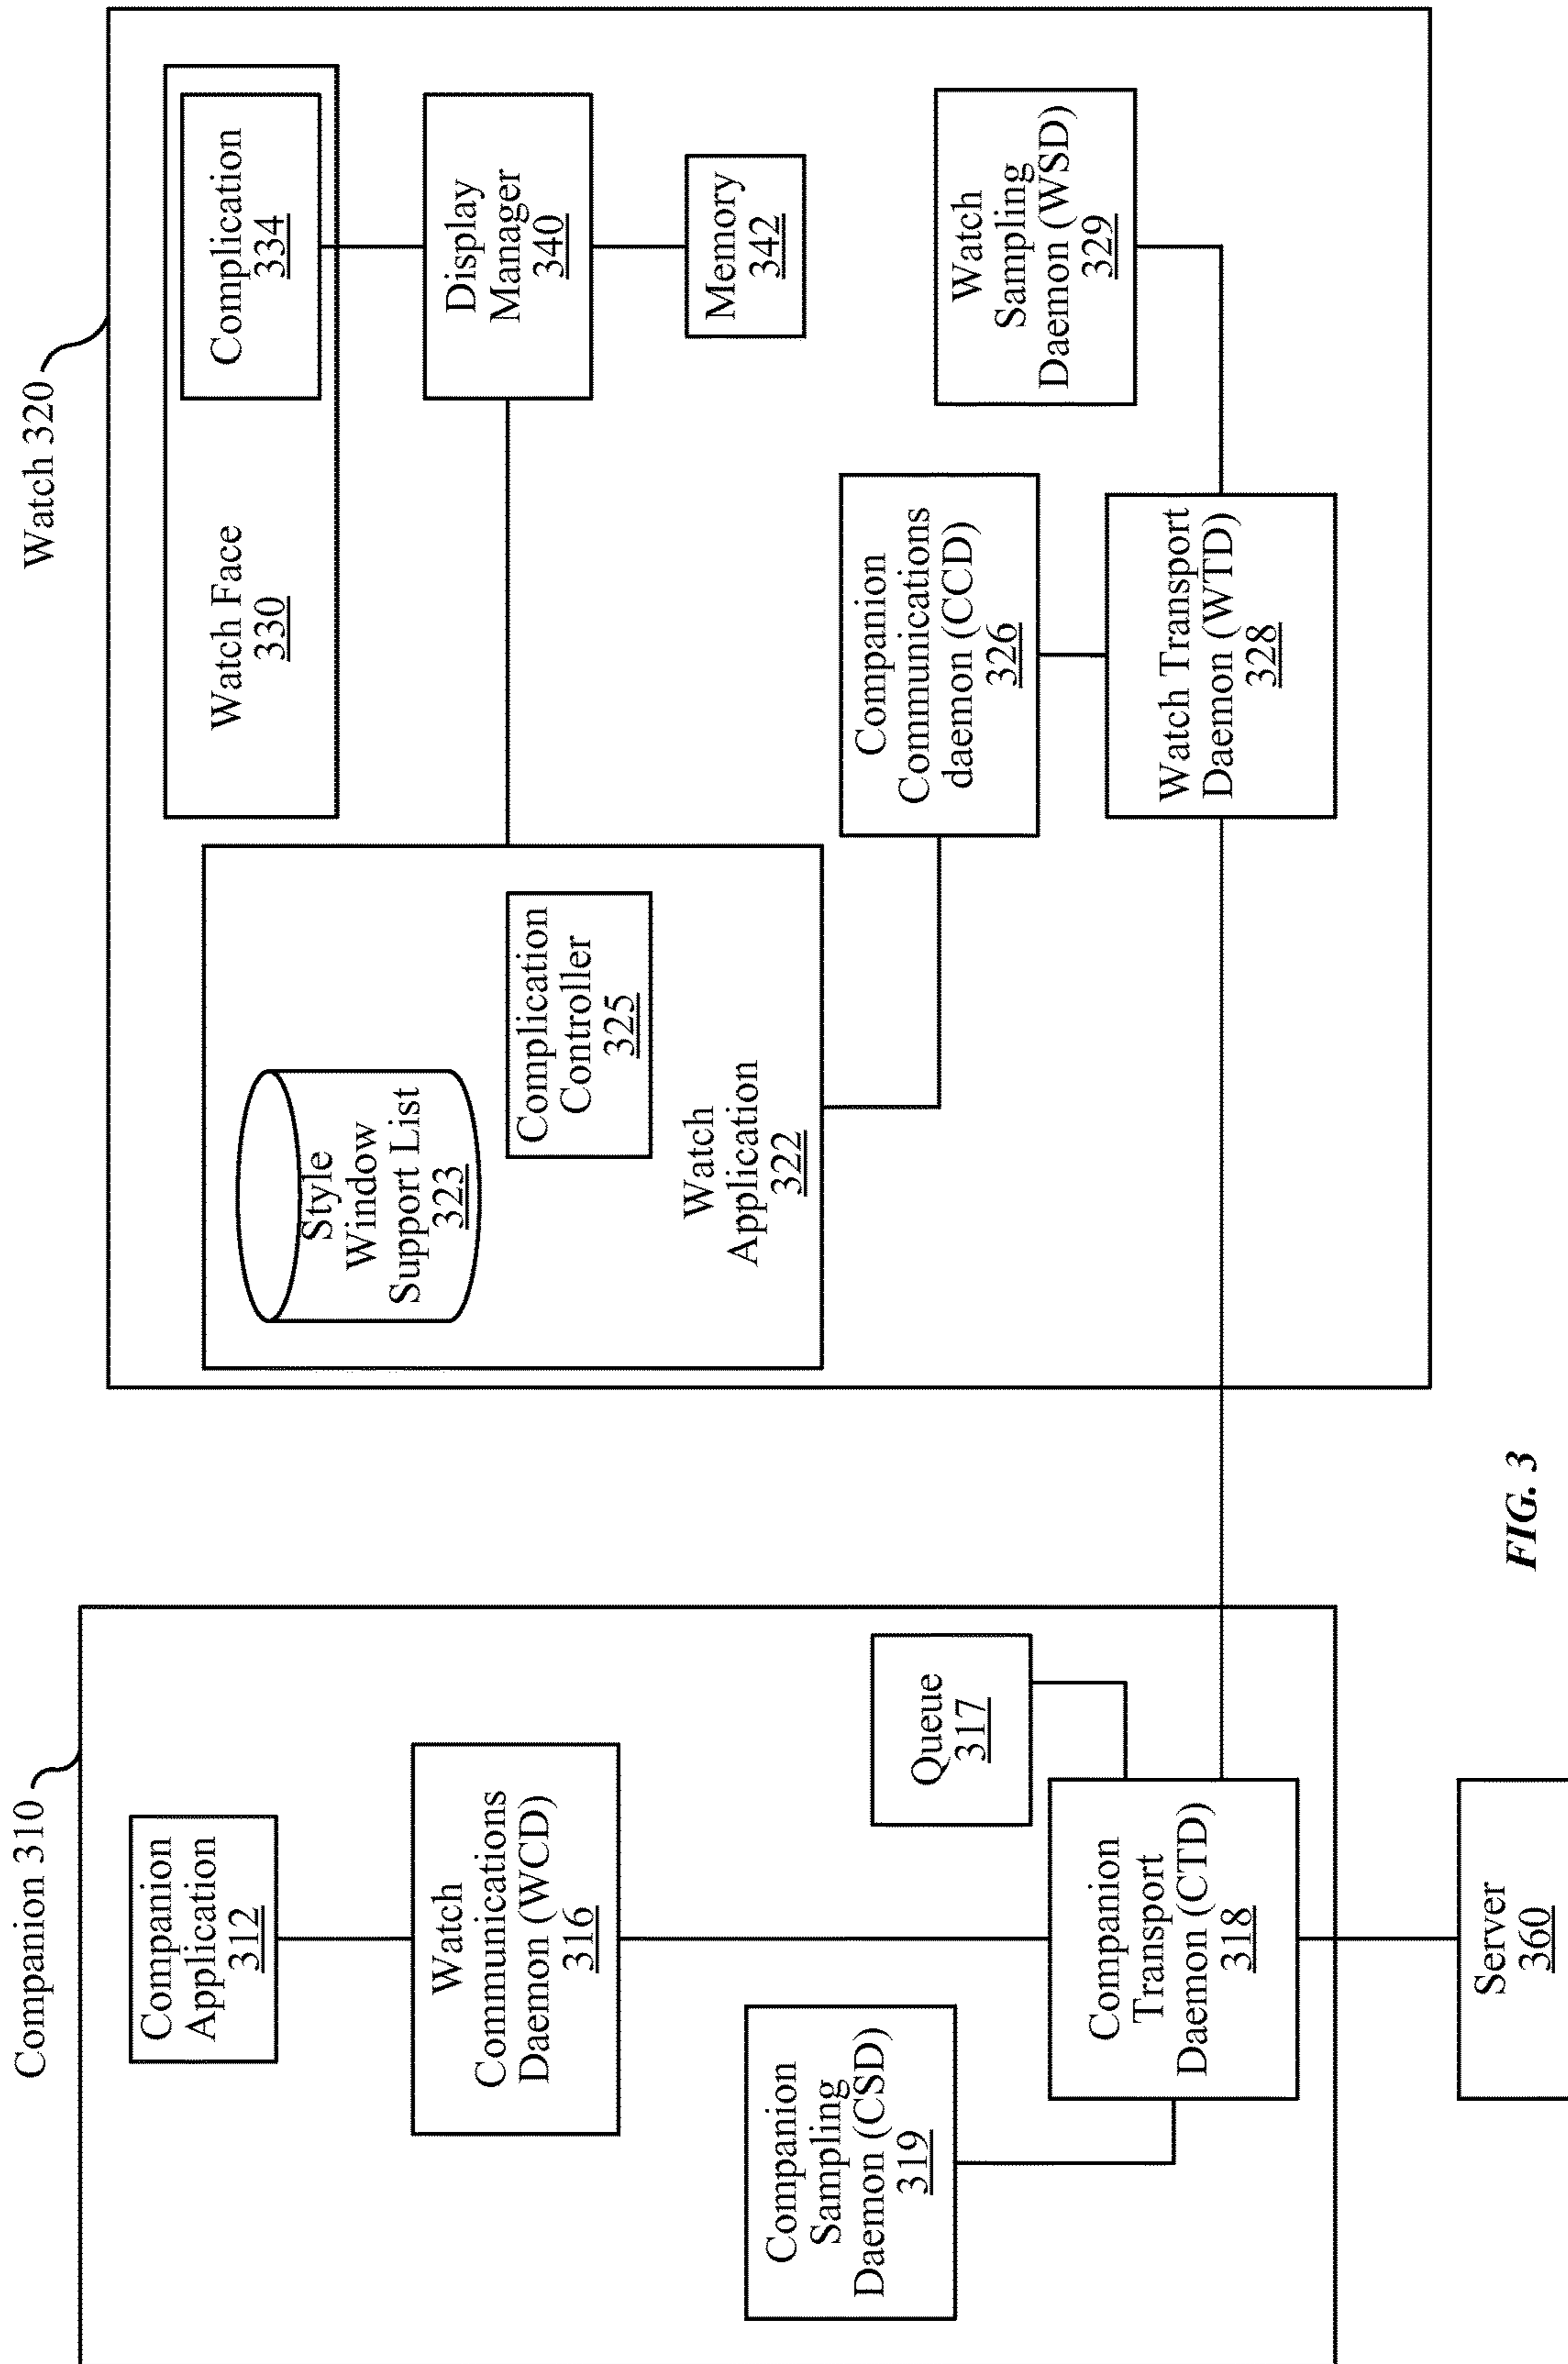 Companion 310
Companion
Application
312
Watch
Communications
Daemon (WCD)
316
Companion
Sampling
Daemon (CSD)
319
Queue
317
Companion
Transport
Daemon (CTD)
318
Server
360
Watch 320
Style
Window
Support List
323
Complication
Controller
325
Watch
Application
322
Watch Face
330
Complication
334
Display
Manager
340
Memory
342
Companion
Communications
daemon (CCD)
326
Watch
Sampling
Daemon (WSD)
329
Watch Transport
Daemon (WTD)
328
FIG. 3